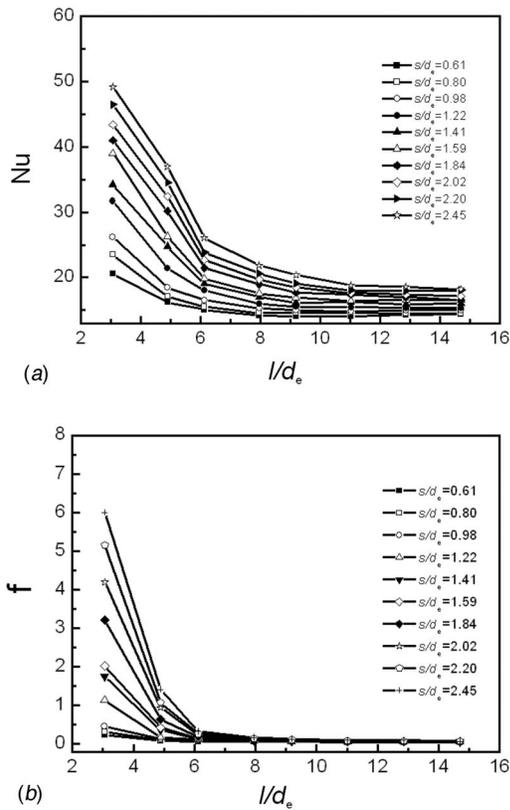 60
50
40
30
20
Nu
s/de=0.61
s/de=0.80
s/de=0.98
s/de=1.22
s/de=1.41
s/de=1.59
s/de=1.84
s/de=2.02
s/de=2.20
s/de=2.45
2 4 6 8 10 12 14 16
(a)
l/de
8
7
6
5
4
3
2
1
0
f
s/de=0.61
s/de=0.80
s/de=0.98
s/de=1.22
s/de=1.41
s/de=1.59
s/de=1.84
s/de=2.02
s/de=2.20
s/de=2.45
2 4 6 8 10 12 14 16
(b)
l/de